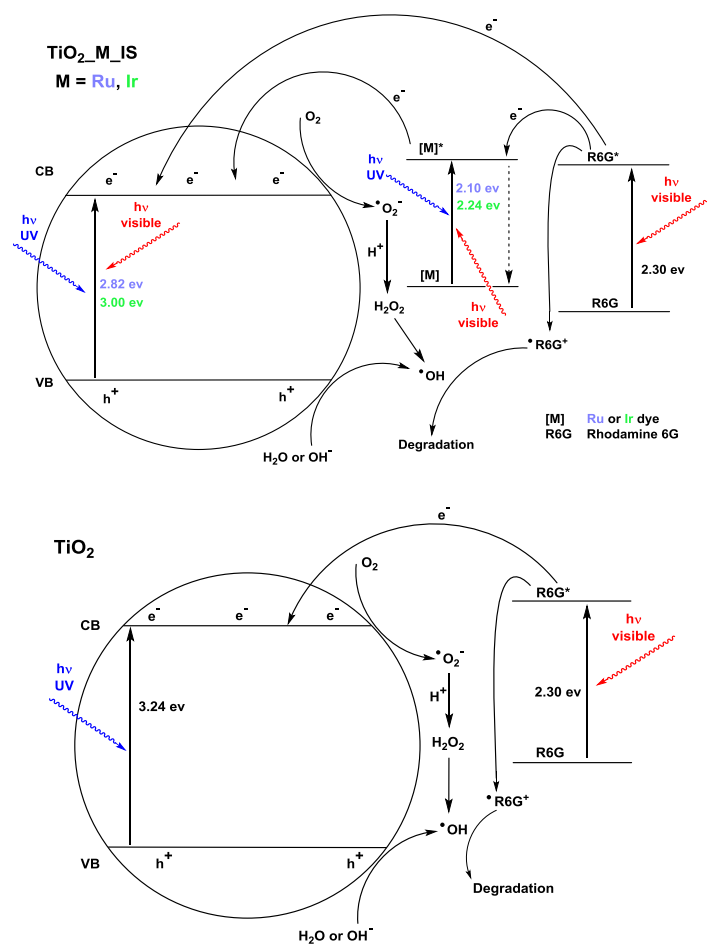 TiO₂_M_IS
M = Ru, Ir
e⁻
e⁻
e⁻
O₂
[M]*
R6G*
CB
e⁻ e⁻ e⁻
hν
UV
2.10 ev
2.24 ev
hν
visible
hν
UV
hν
visible
•O₂⁻
H⁺
2.30 ev
2.82 ev
3.00 ev
[M]
H₂O₂
hν
visible
R6G
•R6G⁺
VB
h⁺ h⁺
•OH
Degradation
H₂O or OH⁻
[M] Ru or Ir dye
R6G Rhodamine 6G
TiO₂
e⁻
O₂
R6G*
CB
e⁻ e⁻ e⁻
hν
visible
hν
UV
•O₂⁻
H⁺
3.24 ev
2.30 ev
H₂O₂
R6G
•R6G⁺
•OH
VB
h⁺ h⁺
Degradation
H₂O or OH⁻